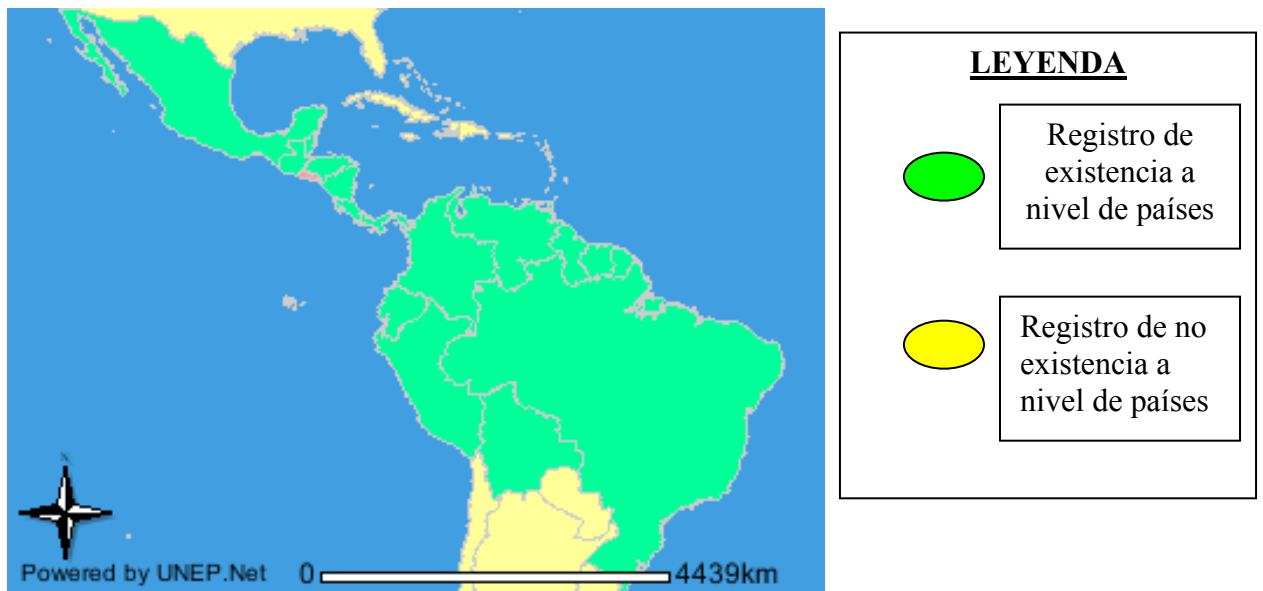 LEYENDA
Registro de
existencia a
nivel de países
Registro de no
existencia a
nivel de países
N
Powered by UNEP.Net 0 4439km